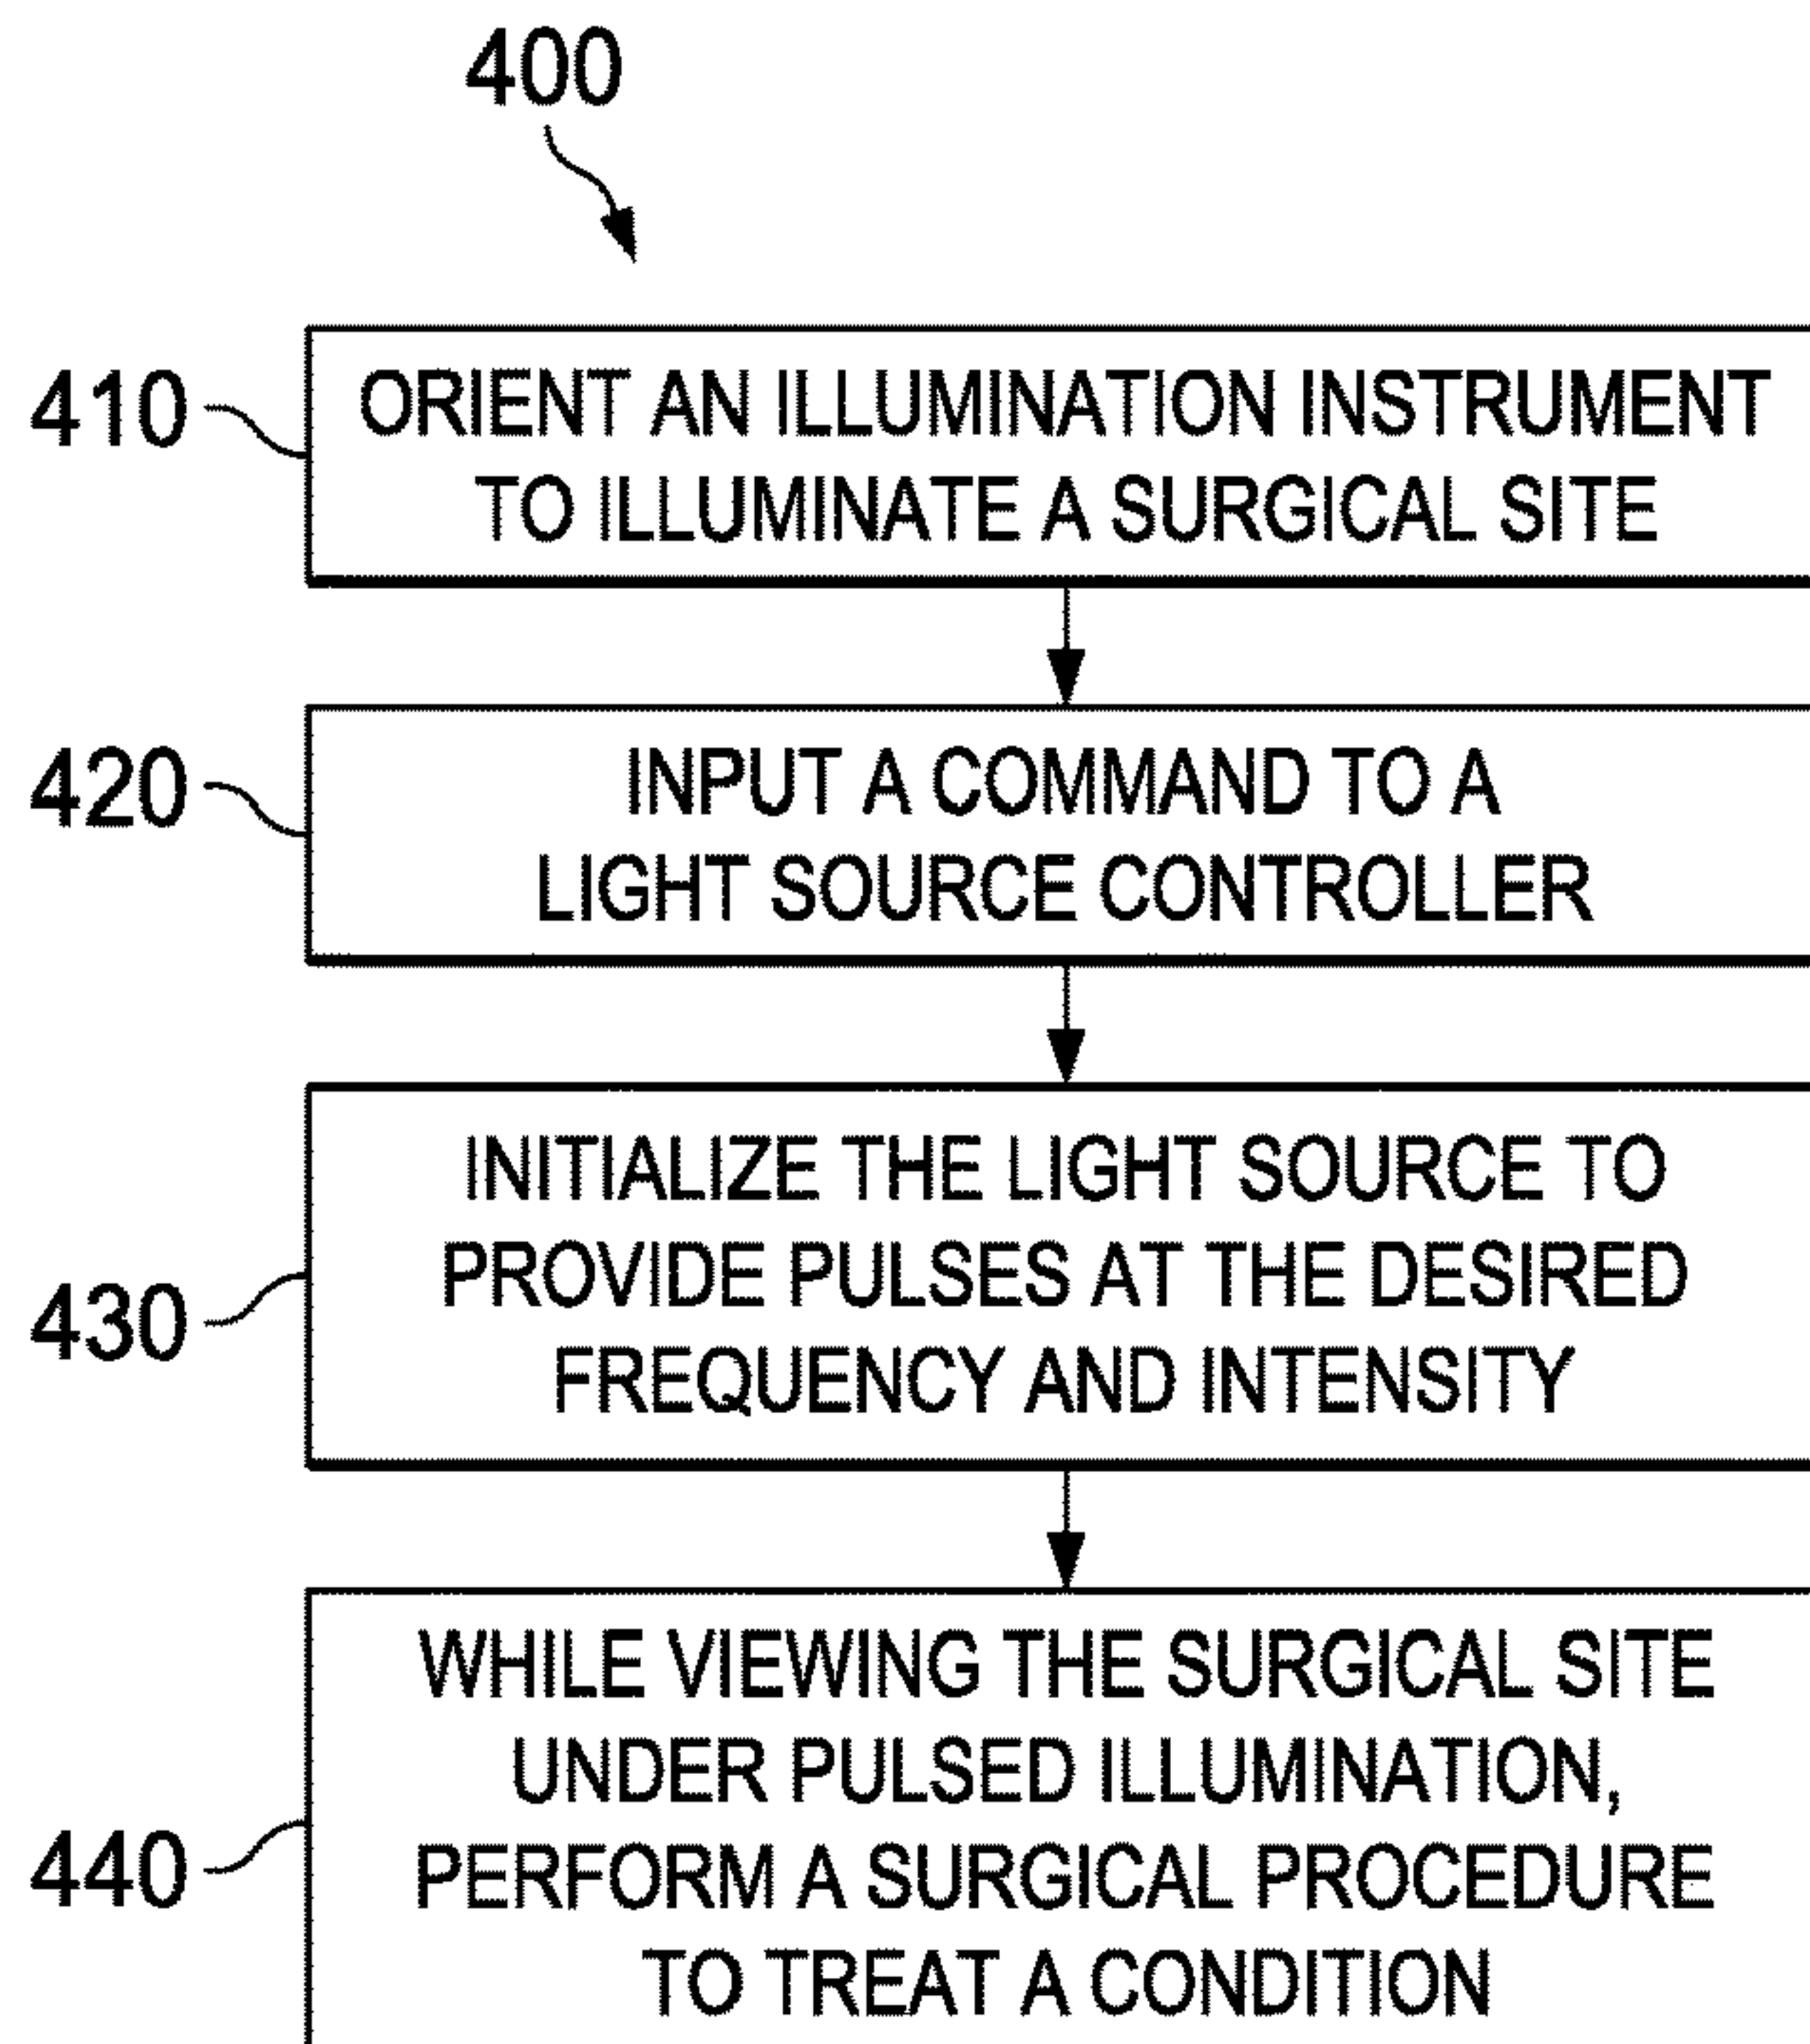 400
410
ORIENT AN ILLUMINATION INSTRUMENT
TO ILLUMINATE A SURGICAL SITE
420
INPUT A COMMAND TO A
LIGHT SOURCE CONTROLLER
430
INITIALIZE THE LIGHT SOURCE TO
PROVIDE PULSES AT THE DESIRED
FREQUENCY AND INTENSITY
440
WHILE VIEWING THE SURGICAL SITE
UNDER PULSED ILLUMINATION,
PERFORM A SURGICAL PROCEDURE
TO TREAT A CONDITION